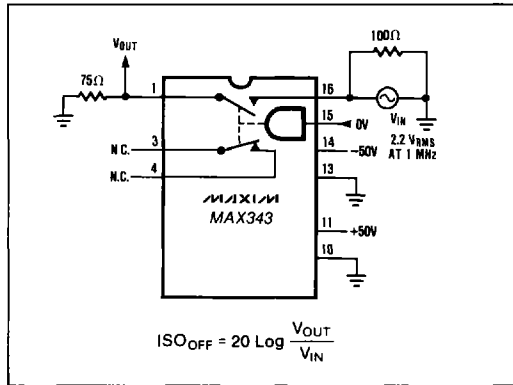 VOUT
75Ω
1
16
100Ω
VIN
2.2 VRMS
AT 1 MHz
15
0V
14
-50V
N.C.
3
N.C.
4
13
MAXIM
MAX343
11
+50V
10
ISOOFF = 20 Log VOUT
VIN